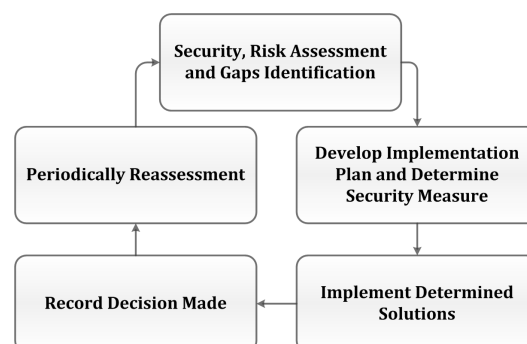 Security, Risk Assessment
and Gaps Identification
Develop Implementation
Plan and Determine
Security Measure
Implement Determined
Solutions
Record Decision Made
Periodically Reassessment